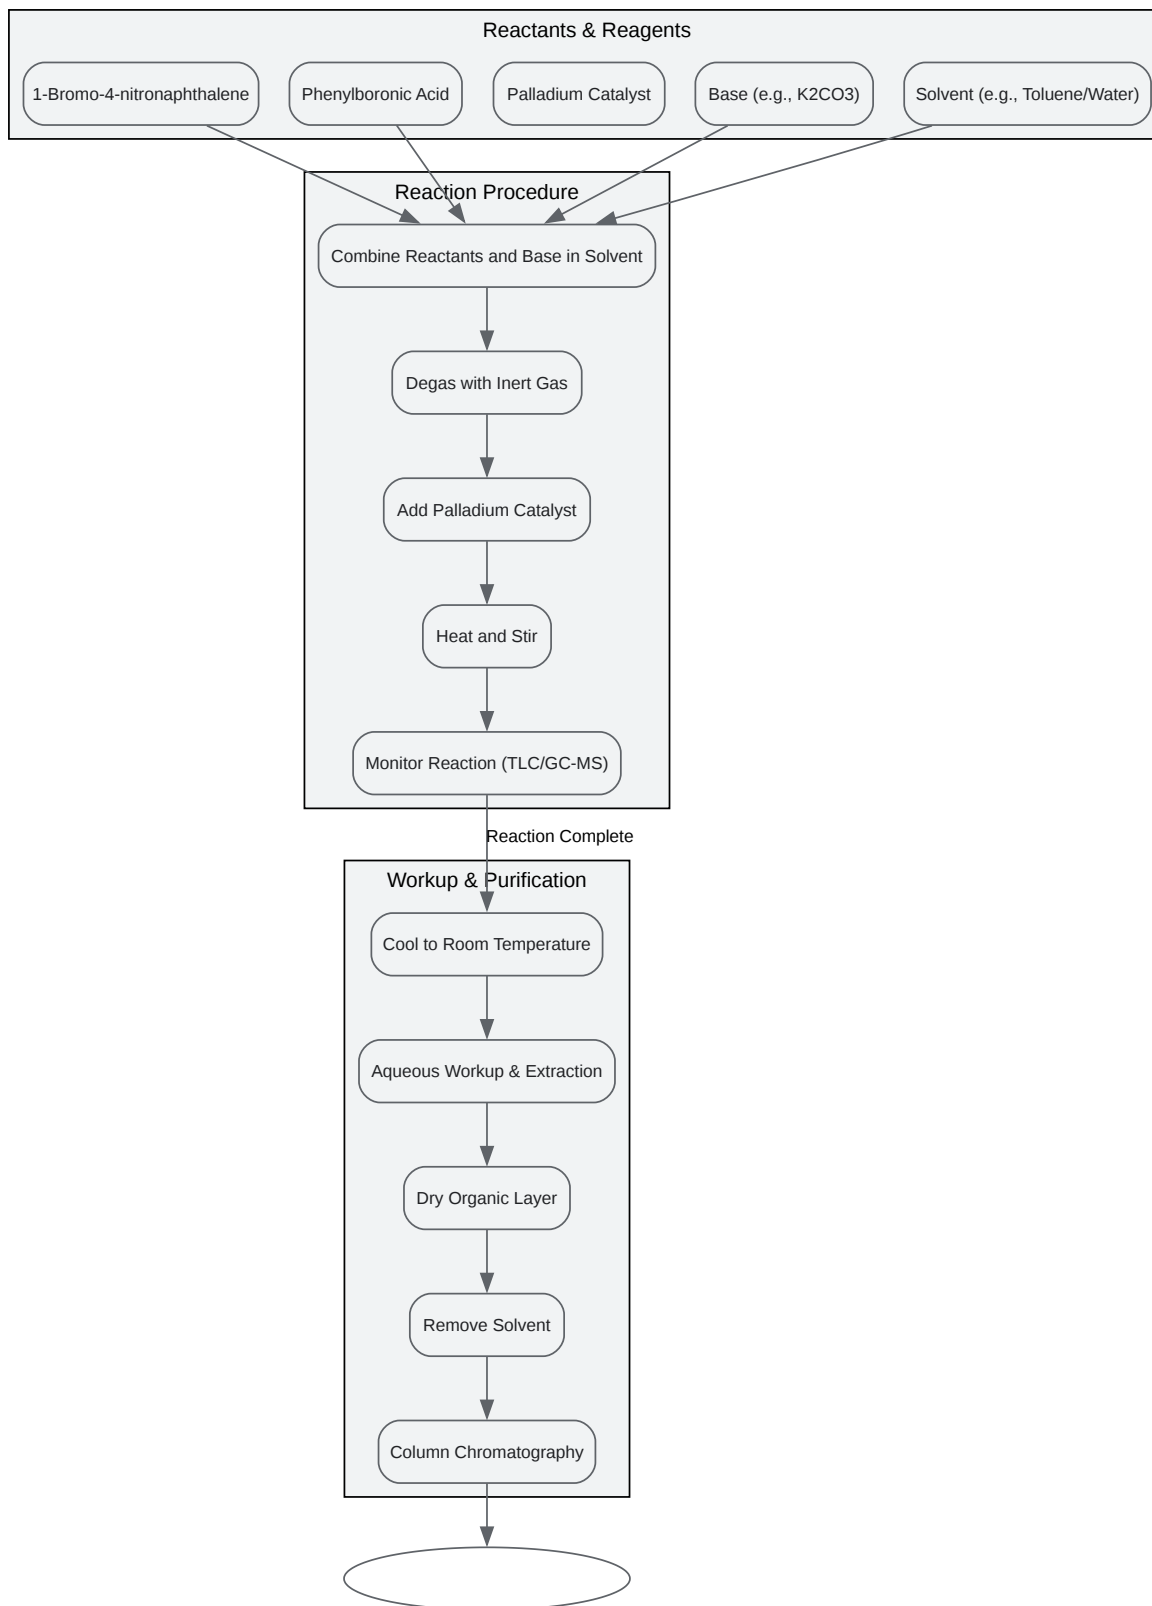 Reactants & Reagents
1-Bromo-4-nitronaphthalene
Phenylboronic Acid
Palladium Catalyst
Base (e.g., K2CO3)
Solvent (e.g., Toluene/Water)
Reaction Procedure
Combine Reactants and Base in Solvent
Degas with Inert Gas
Add Palladium Catalyst
Heat and Stir
Monitor Reaction (TLC/GC-MS)
Reaction Complete
Workup & Purification
Cool to Room Temperature
Aqueous Workup & Extraction
Dry Organic Layer
Remove Solvent
Column Chromatography